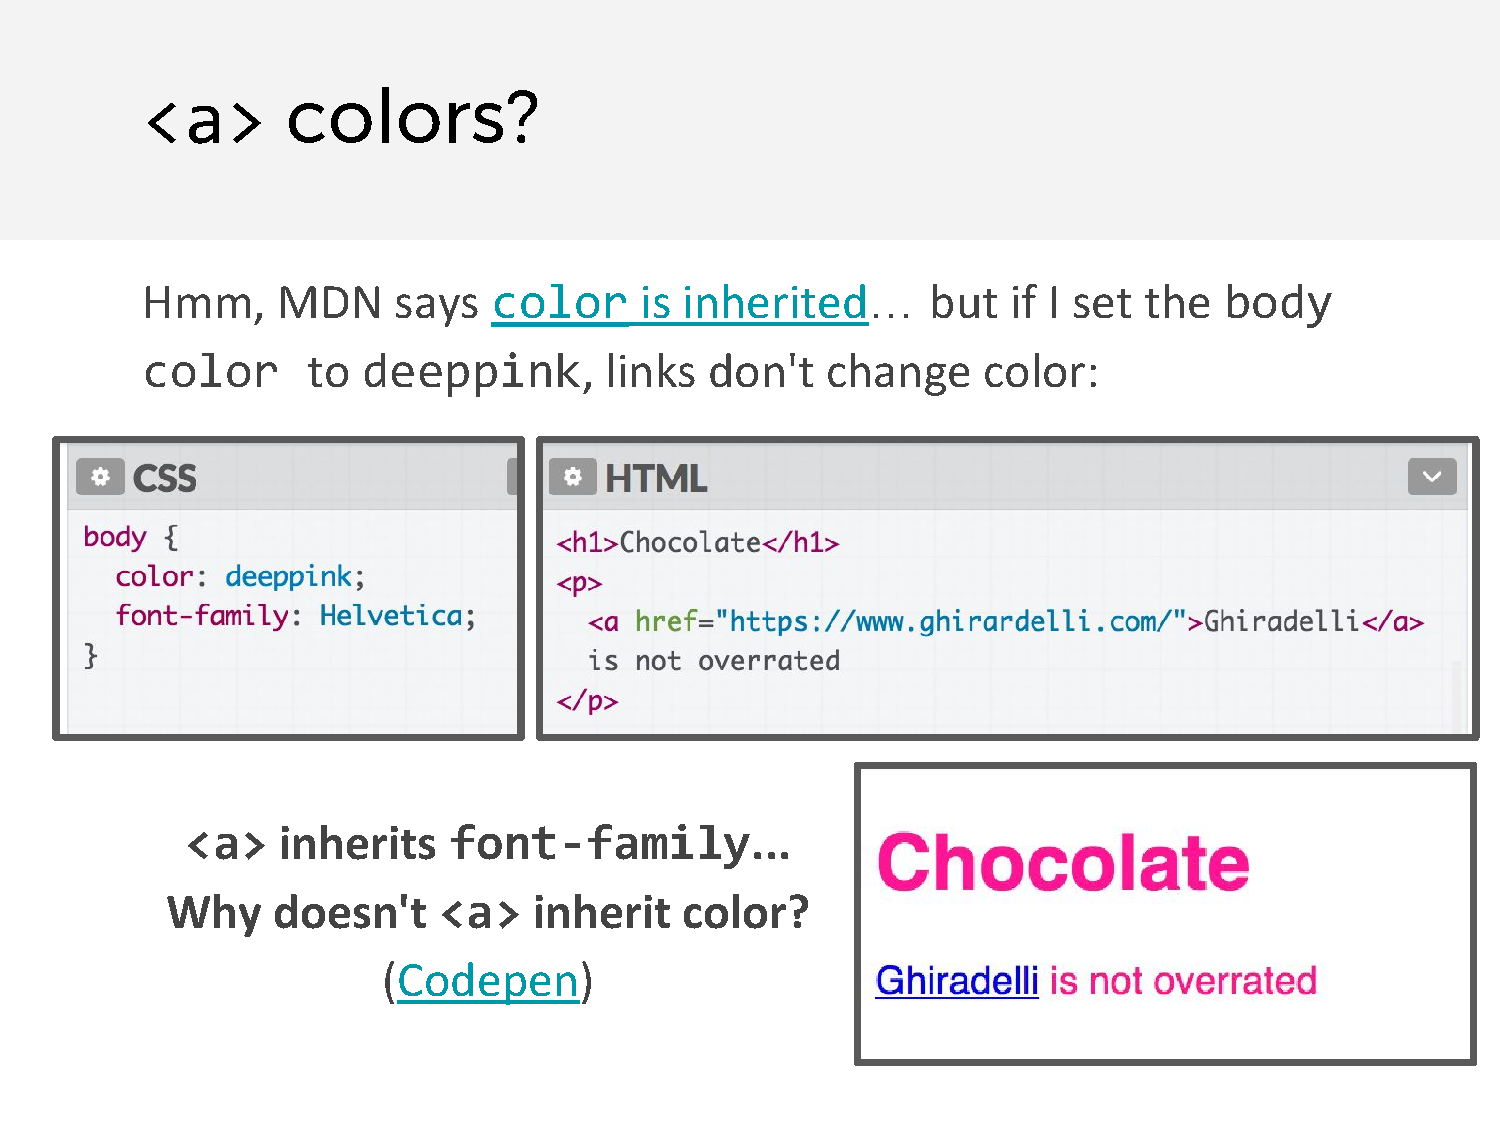 <a> colors?
Hmm, MDN says color is inherited… but if I set the body
color to deeppink, links don't change color:
CSS
body {
color: deeppink;
font-family: Helvetica;
}
HTML
<h1>Chocolate</h1>
<p>
<a href="https://www.ghirardelli.com/">Ghiradelli</a>
is not overrated
</p>
<a> inherits font-family...
Why doesn't <a> inherit color?
(Codepen)
Chocolate
Ghiradelli is not overrated